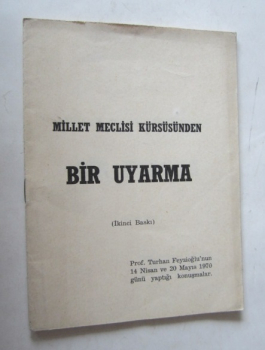 MİLLET MECLİSİ KÜRSÜSÜNDEN
BİR UYARMA
(İkinci Baskı)
Prof. Turhan Feyzioğlu'nun
14 Nisan ve 20 Mayıs 1970
günü yaptığı konuşmalar.